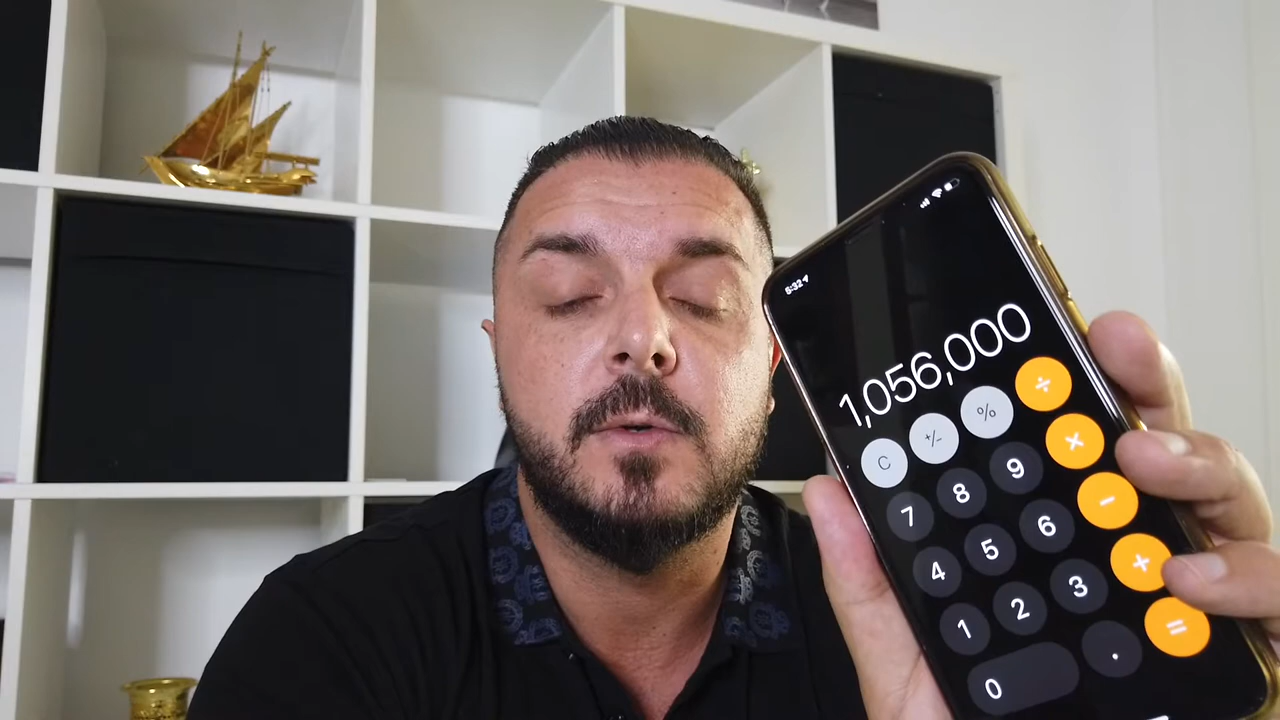 5:32
1,056,000
C +/- % ÷
7 8 9 ×
4 5 6 −
1 2 3 +
0 . =